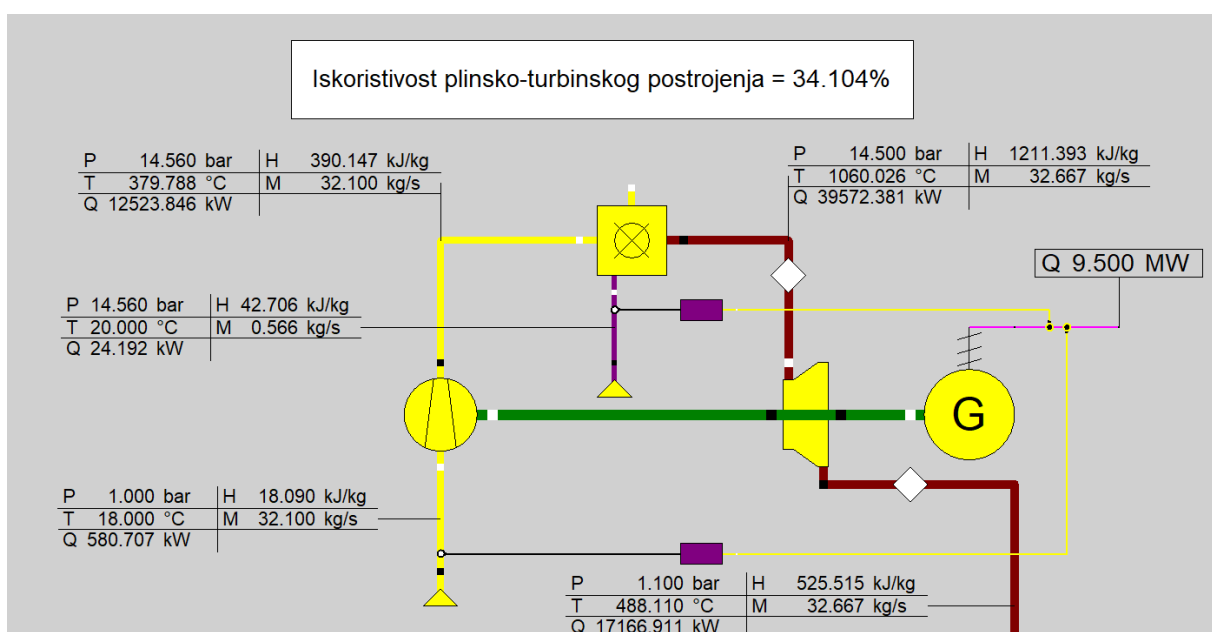 Iskoristivost plinsko-turbinskog postrojenja = 34.104%
P 14.560 bar H 390.147 kJ/kg
T 379.788 °C M 32.100 kg/s
Q 12523.846 kW
P 14.500 bar H 1211.393 kJ/kg
T 1060.026 °C M 32.667 kg/s
Q 39572.381 kW
Q 9.500 MW
P 14.560 bar H 42.706 kJ/kg
T 20.000 °C M 0.566 kg/s
Q 24.192 kW
G
P 1.000 bar H 18.090 kJ/kg
T 18.000 °C M 32.100 kg/s
Q 580.707 kW
P 1.100 bar H 525.515 kJ/kg
T 488.110 °C M 32.667 kg/s
Q 17166.911 kW